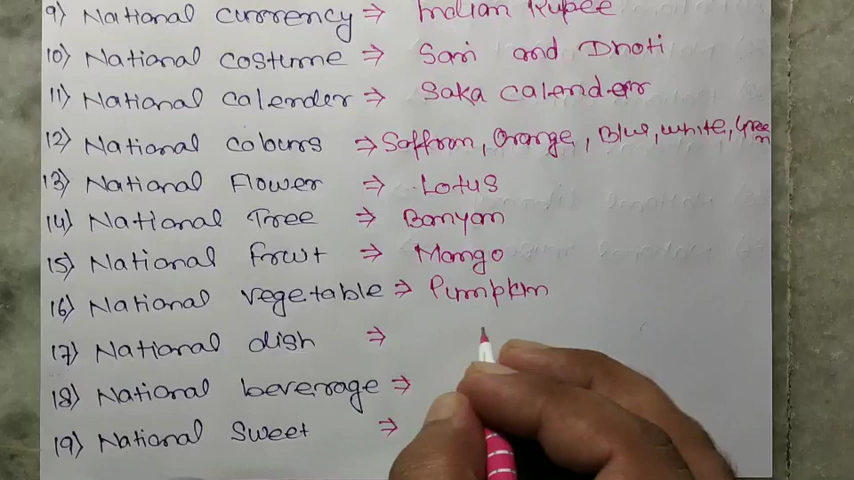 9) National currency ⇒ Indian Rupee
10) National costume ⇒ Sari and Dhoti
11) National calender ⇒ Saka calender
12) National colours ⇒ Saffron, Orange, Blue, white, Green
13) National Flower ⇒ Lotus
14) National Tree ⇒ Banyan
15) National fruit ⇒ Mango
16) National vegetable ⇒ Pumpkin
17) National dish ⇒
18) National beverage ⇒
19) National Sweet ⇒